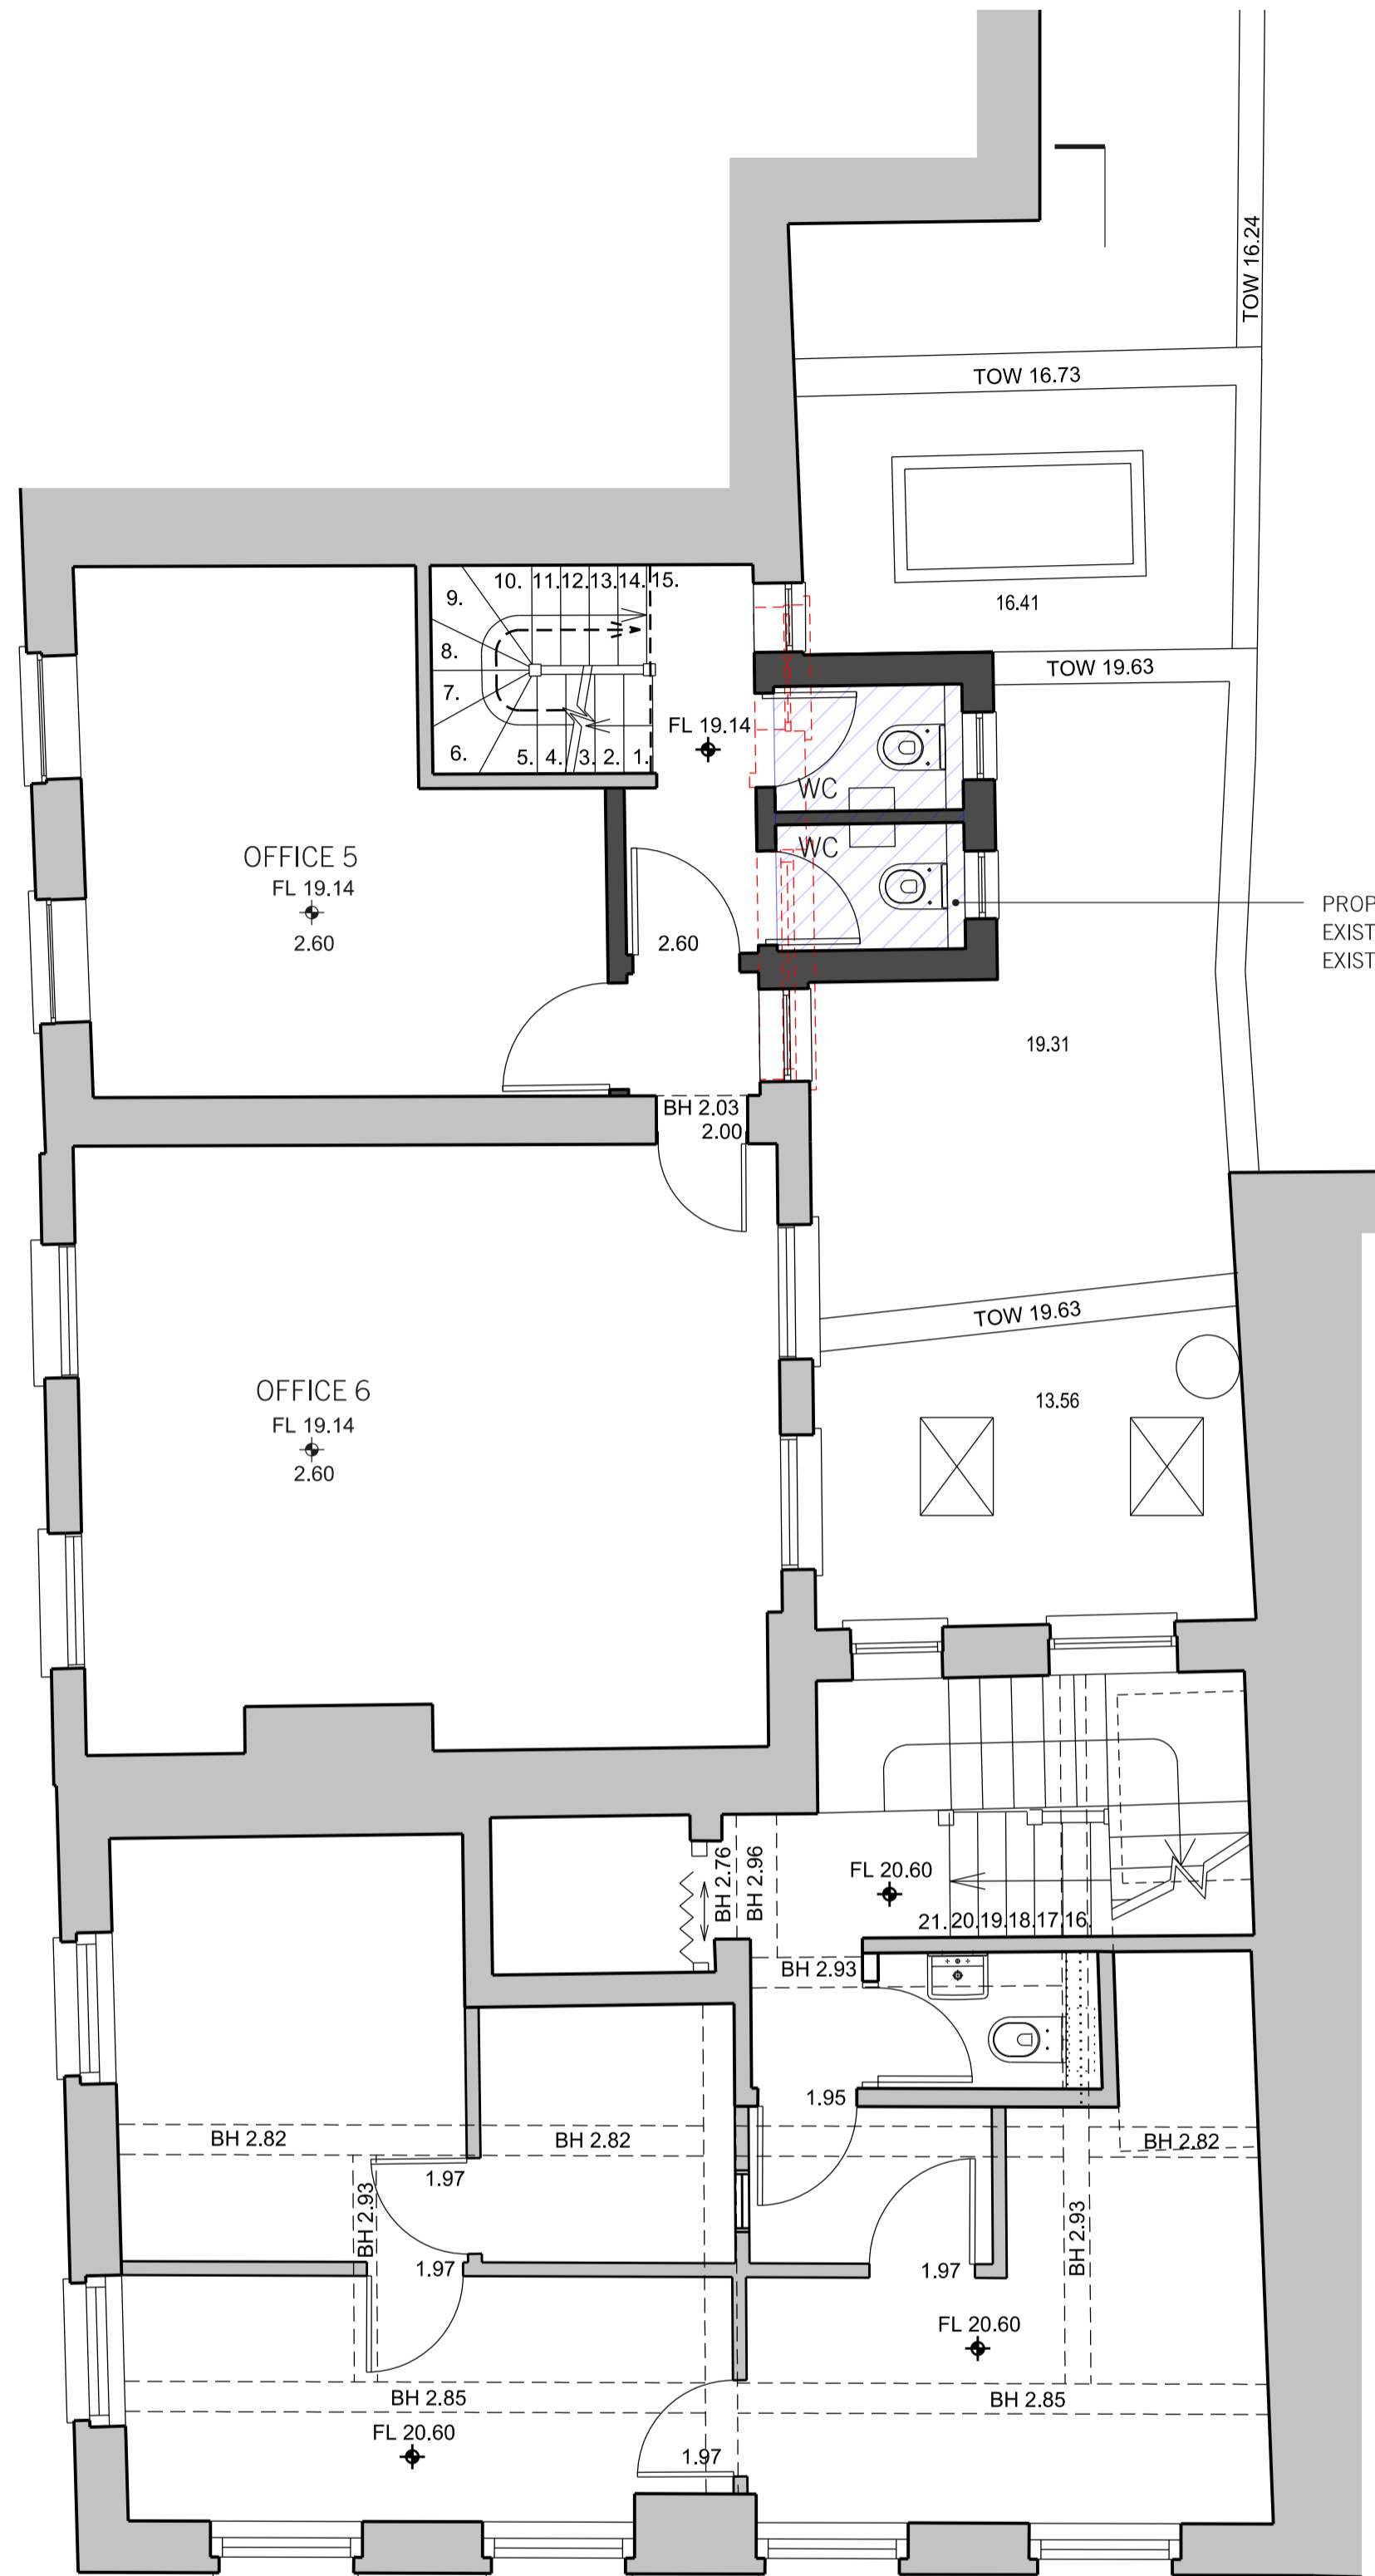 TOW 16.24
TOW 16.73
16.41
10. 11. 12. 13. 14. 15.
9.
8.
7.
6.
5. 4. 3. 2. 1.
TOW 19.63
FL 19.14
WC
WC
OFFICE 5
FL 19.14
2.60
2.60
PROP
EXIST
EXIST
19.31
BH 2.03
2.00
TOW 19.63
OFFICE 6
FL 19.14
2.60
13.56
BH 2.76
BH 2.96
FL 20.60
21. 20. 19. 18. 17. 16.
BH 2.93
1.95
BH 2.82
BH 2.82
BH 2.82
1.97
BH 2.93
BH 2.93
1.97
1.97
FL 20.60
BH 2.85
BH 2.85
FL 20.60
1.97